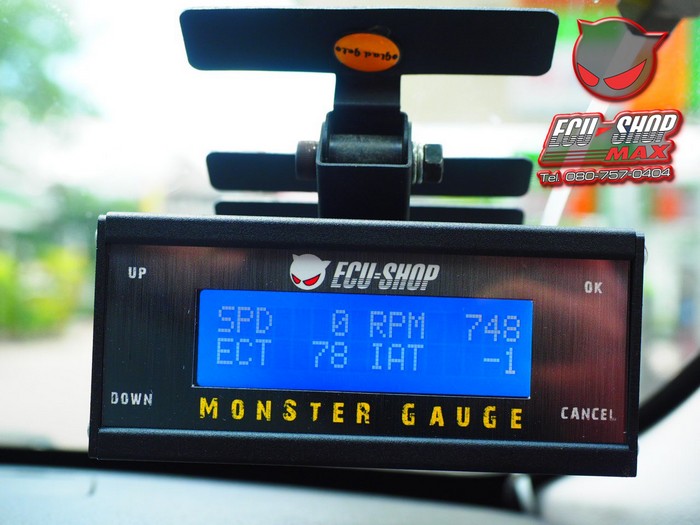 ECU=SHOP
MAX
Tel. 080-757-0404
ECU=SHOP
UP
OK
SPD 0 RPM 748
ECT 78 IAT -1
DOWN
CANCEL
MONSTER GAUGE